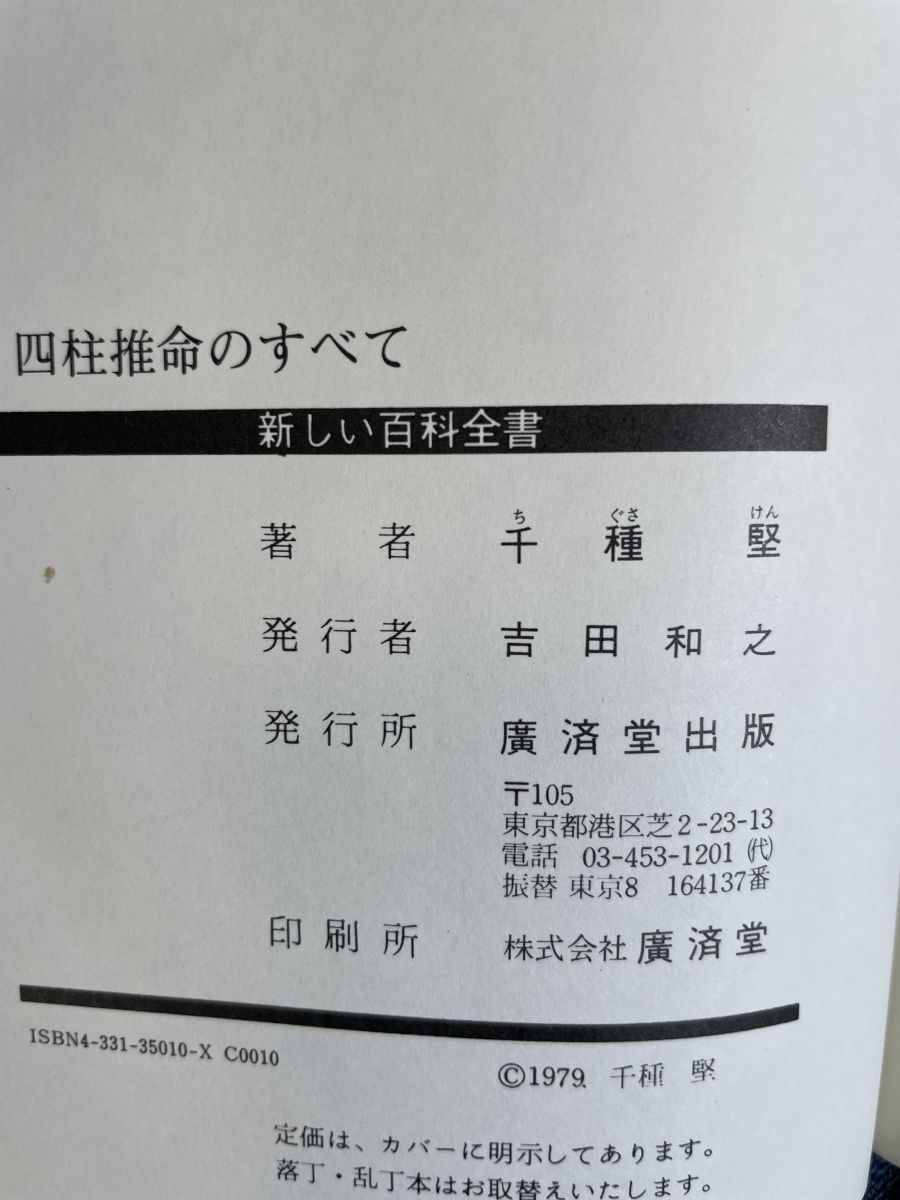 四柱推命のすべて
新しい百科全書
著者 千種堅
ち ぐさ けん
発行者 吉田和之
発行所 廣済堂出版
〒105
東京都港区芝2-23-13
電話 03-453-1201 ㈹
振替 東京8 164137番
印刷所 株式会社 廣済堂
ISBN4-331-35010-X C0010
©1979. 千種 堅
定価は、カバーに明示してあります。
落丁・乱丁本はお取替えいたします。